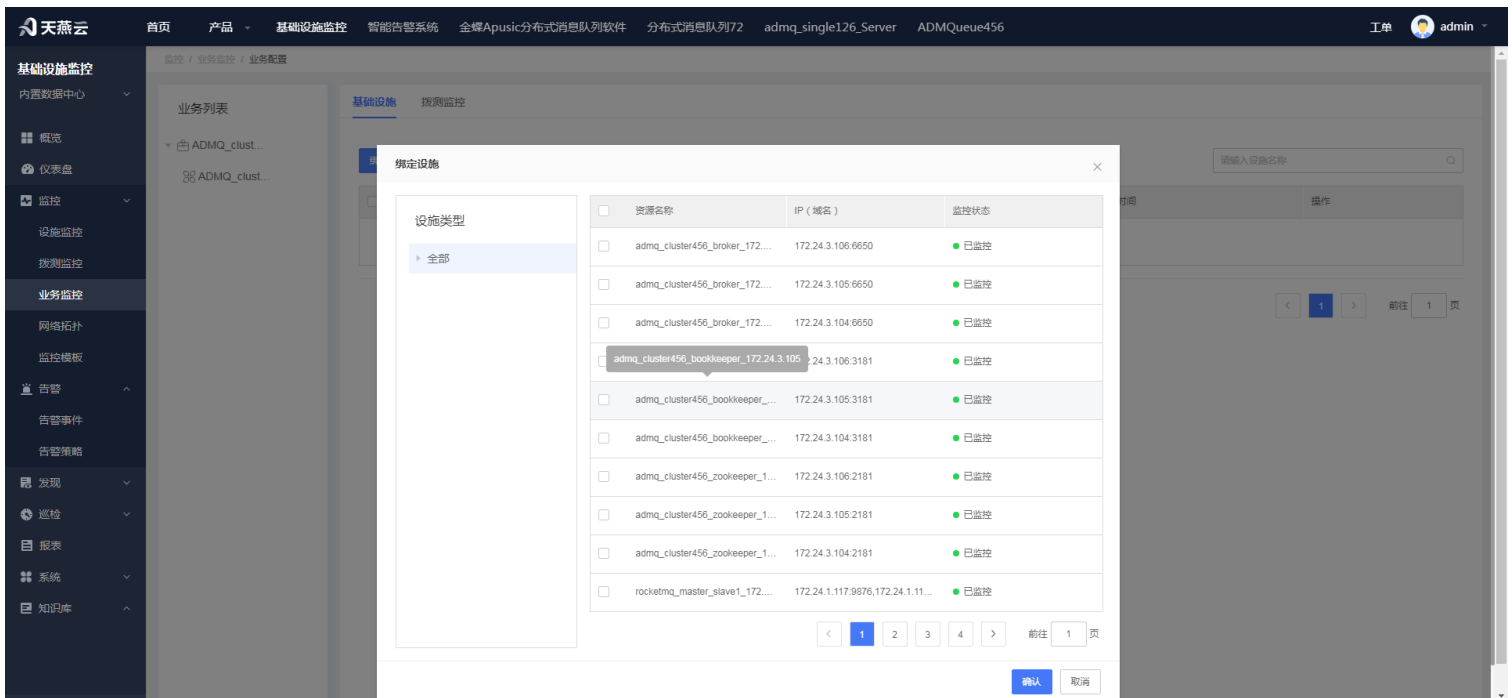 天燕云
首页 产品 基础设施监控 智能告警系统 金蝶Apusic分布式消息队列软件 分布式消息队列72 admq_single126_Server ADMQueue456 工单 admin
基础设施监控
内置数据中心
概览
仪表盘
监控
设施监控
拨测监控
业务监控
网络拓扑
监控模板
告警
告警事件
告警策略
发现
巡检
报表
系统
知识库
监控 / 业务监控 / 业务配置
业务列表
ADMQ_clust...
ADMQ_clust...
基础设施 拨测监控
请输入设施名称
时间 操作
1 前往 1 页
绑定设施
设施类型
全部
资源名称 IP（域名） 监控状态
admq_cluster456_broker_172.... 172.24.3.106:6650 已监控
admq_cluster456_broker_172.... 172.24.3.105:6650 已监控
admq_cluster456_broker_172.... 172.24.3.104:6650 已监控
admq_cluster456_bookkeeper_172.24.3.105 2.24.3.106:3181 已监控
admq_cluster456_bookkeeper_... 172.24.3.105:3181 已监控
admq_cluster456_bookkeeper_... 172.24.3.104:3181 已监控
admq_cluster456_zookeeper_1... 172.24.3.106:2181 已监控
admq_cluster456_zookeeper_1... 172.24.3.105:2181 已监控
admq_cluster456_zookeeper_1... 172.24.3.104:2181 已监控
rocketmq_master_slave1_172.... 172.24.1.117:9876,172.24.1.11... 已监控
1 2 3 4 前往 1 页
确认 取消